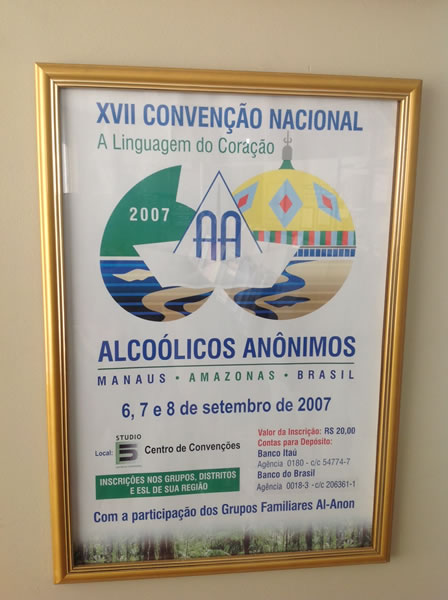 XVII CONVENÇÃO NACIONAL
A Linguagem do Coração
2007
AA
ALCOÓLICOS ANÔNIMOS
MANAUS • AMAZONAS • BRASIL
6, 7 e 8 de setembro de 2007
Local: STUDIO 5 Centro de Convenções
INSCRIÇÕES NOS GRUPOS, DISTRITOS
E ESL DE SUA REGIÃO
Valor da Inscrição: R$ 20,00
Contas para Depósito:
Banco Itaú
Agência 0180 - c/c 54774-7
Banco do Brasil
Agência 0018-3 - c/c 206361-1
Com a participação dos Grupos Familiares Al-Anon